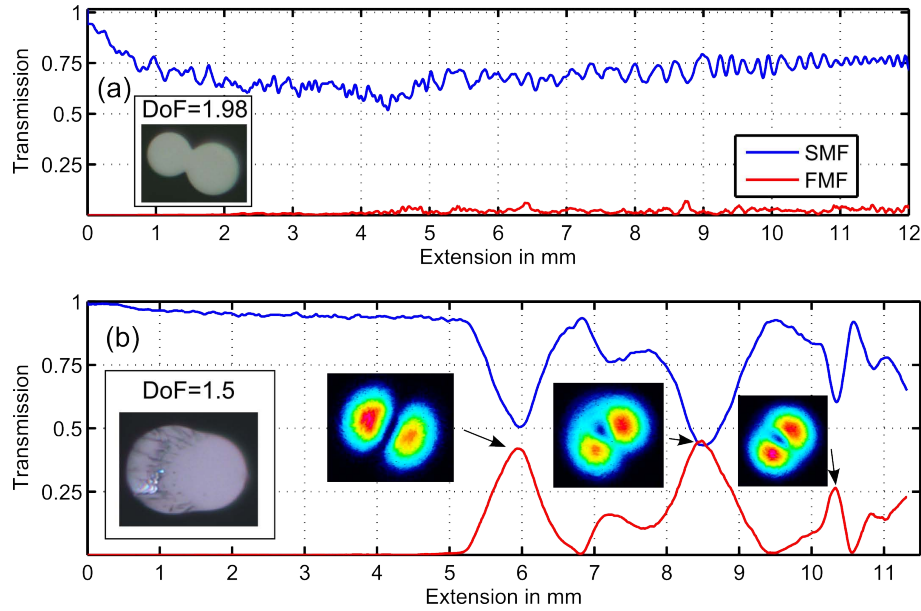 1
0.75
0.5
0.25
Transmission
(a)
DoF=1.98
SMF
FMF
0 1 2 3 4 5 6 7 8 9 10 11 12
Extension in mm
1
0.75
0.5
0.25
Transmission
(b)
DoF=1.5
0 1 2 3 4 5 6 7 8 9 10 11
Extension in mm